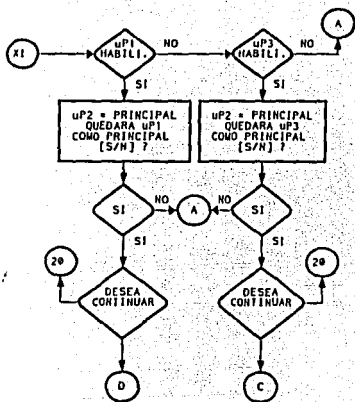 A
X1
uP1
HABILI.
NO
uP3
HABILI.
NO
SI
SI
uP2 = PRINCIPAL
QUEDARA uP1
COMO PRINCIPAL
[S/N] ?
uP2 = PRINCIPAL
QUEDARA uP3
COMO PRINCIPAL
[S/N] ?
SI
NO
A
NO
SI
SI
SI
20
DESEA
CONTINUAR
DESEA
CONTINUAR
20
D
C